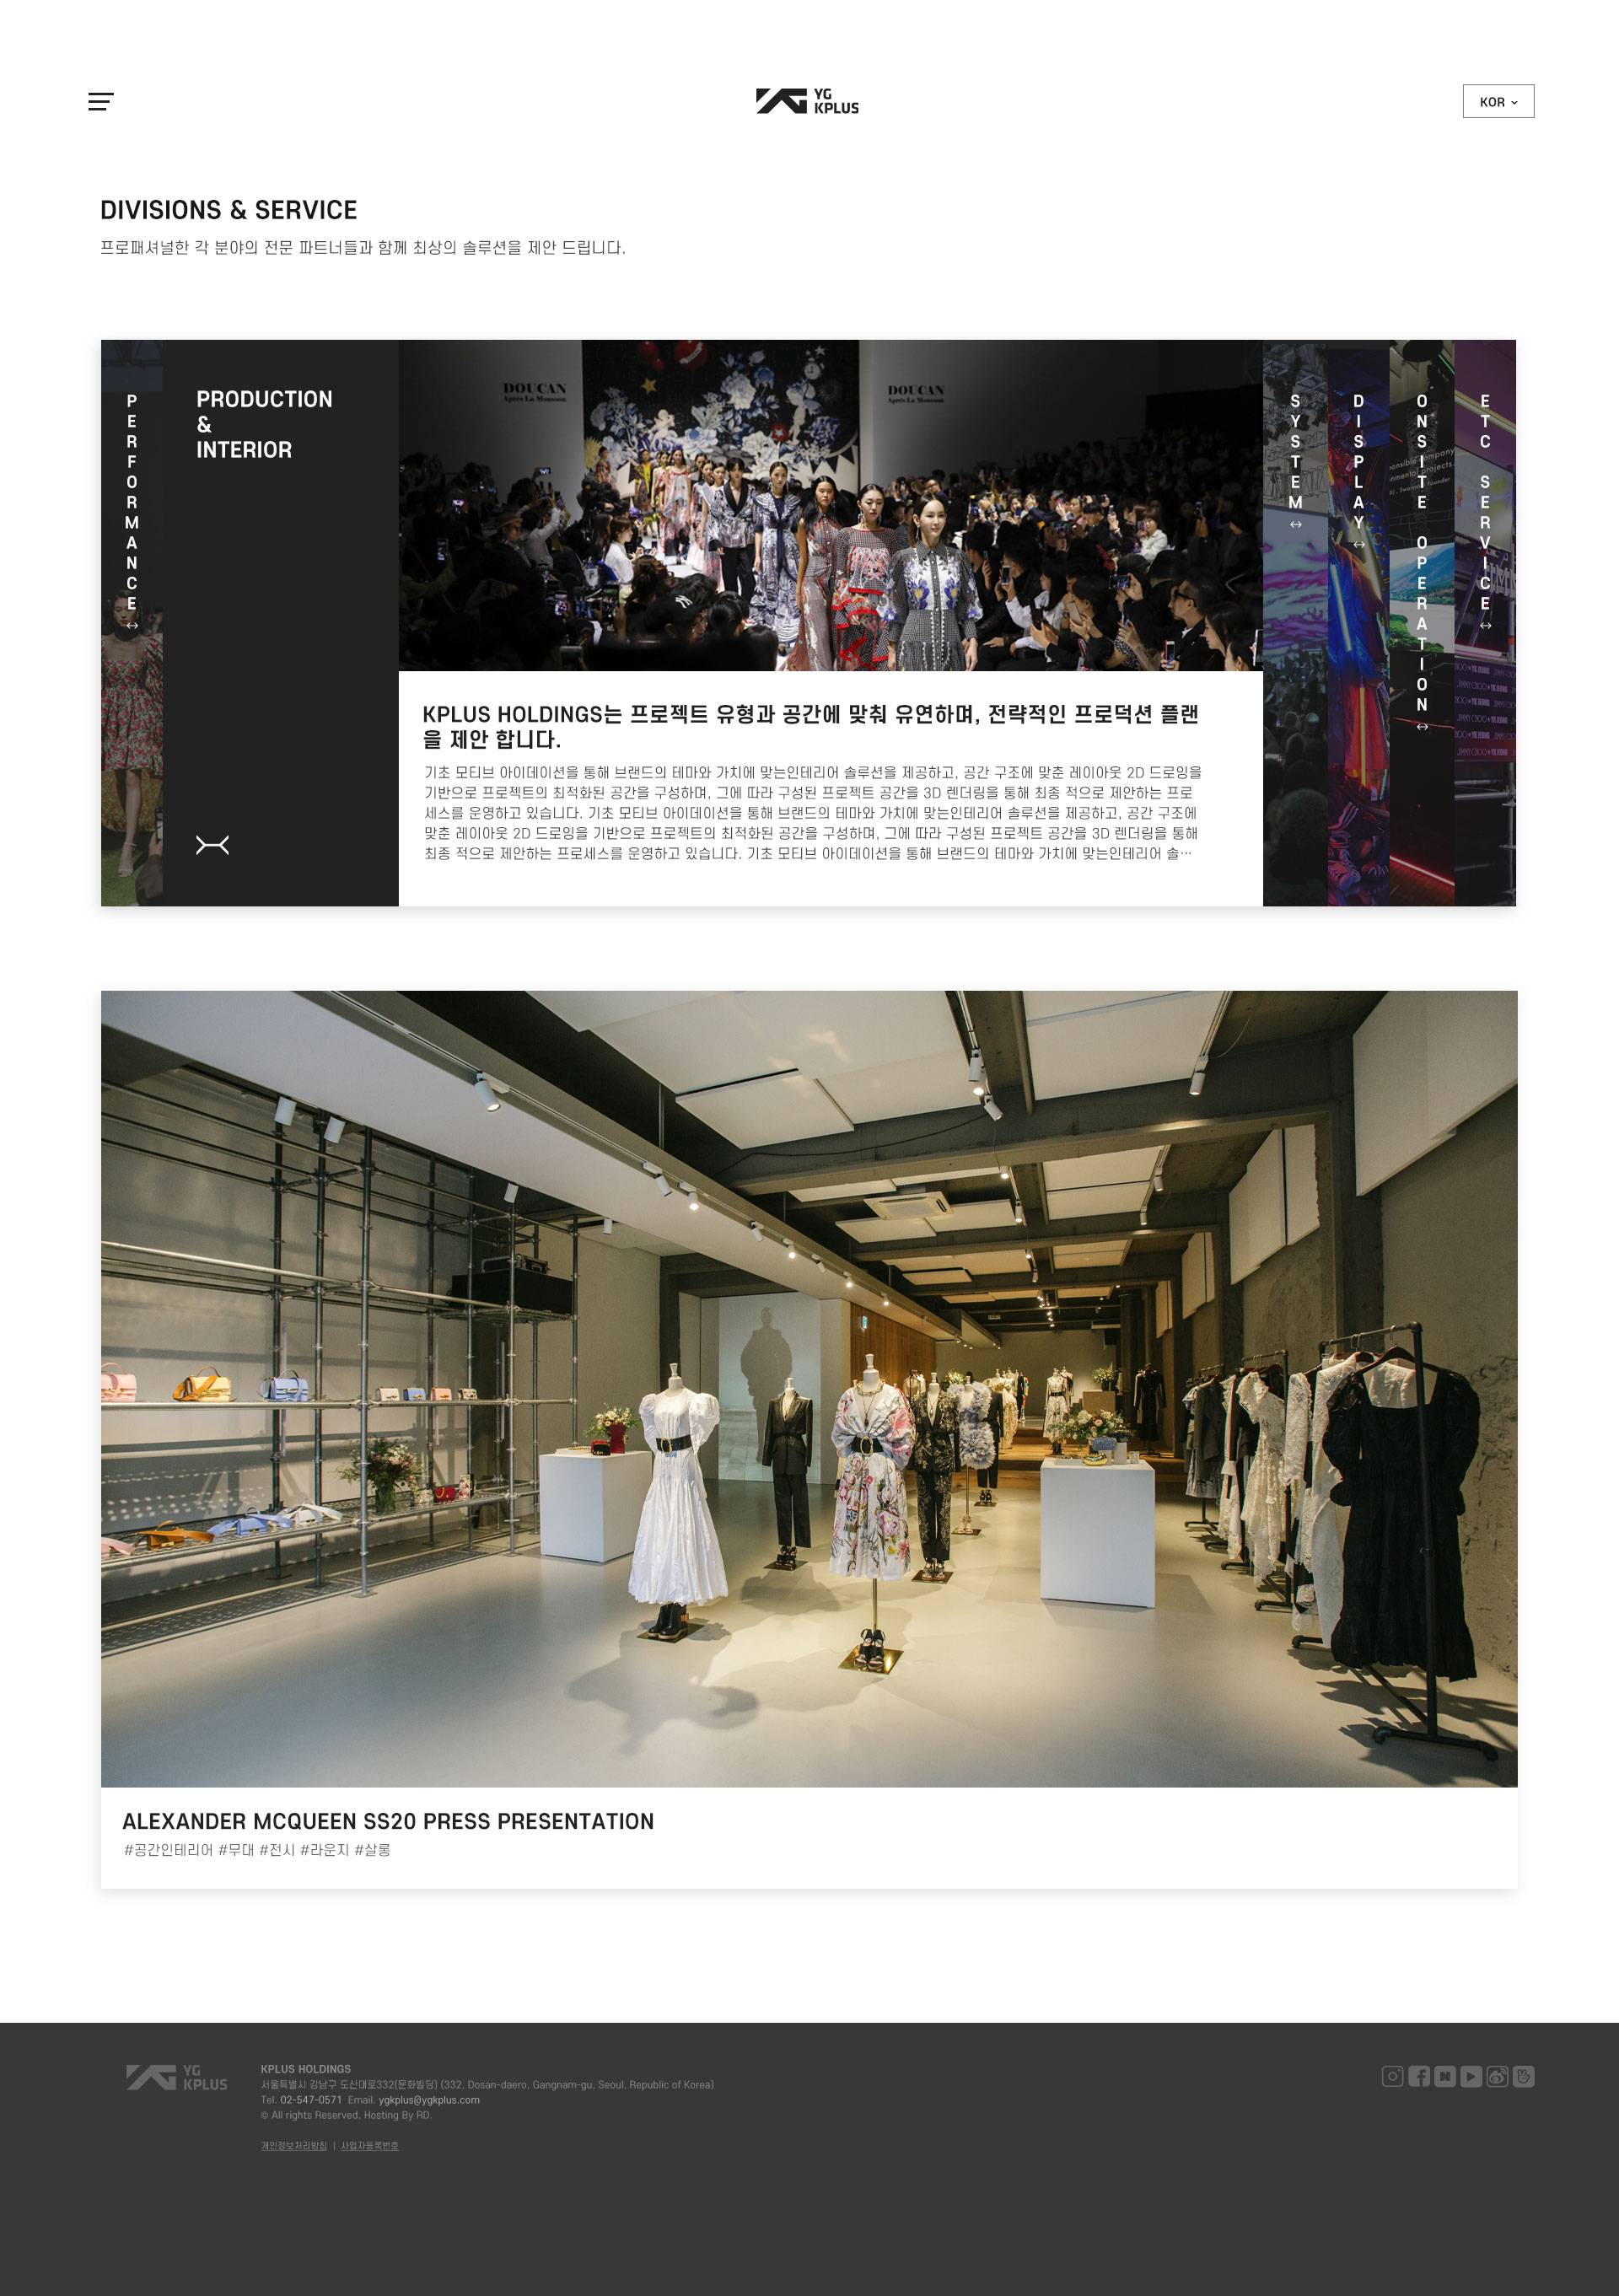 YG
KPLUS
KOR
DIVISIONS & SERVICE
프로패셔널한 각 분야의 전문 파트너들과 함께 최상의 솔루션을 제안 드립니다.
PERFORMANCE
PRODUCTION
&
INTERIOR
DOUCAN
Après La Mousson
DOUCAN
Après La Mousson
KPLUS HOLDINGS는 프로젝트 유형과 공간에 맞춰 유연하며, 전략적인 프로덕션 플랜
을 제안 합니다.
기초 모티브 아이데이션을 통해 브랜드의 테마와 가치에 맞는인테리어 솔루션을 제공하고, 공간 구조에 맞춘 레이아웃 2D 드로잉을
기반으로 프로젝트의 최적화된 공간을 구성하며, 그에 따라 구성된 프로젝트 공간을 3D 렌더링을 통해 최종 적으로 제안하는 프로
세스를 운영하고 있습니다. 기초 모티브 아이데이션을 통해 브랜드의 테마와 가치에 맞는인테리어 솔루션을 제공하고, 공간 구조에
맞춘 레이아웃 2D 드로잉을 기반으로 프로젝트의 최적화된 공간을 구성하며, 그에 따라 구성된 프로젝트 공간을 3D 렌더링을 통해
최종 적으로 제안하는 프로세스를 운영하고 있습니다. 기초 모티브 아이데이션을 통해 브랜드의 테마와 가치에 맞는인테리어 솔…
SYSTEM
DISPLAY
ONSITE OPERATION
ETC SERVICE
ALEXANDER MCQUEEN SS20 PRESS PRESENTATION
#공간인테리어 #무대 #전시 #라운지 #살롱
YG
KPLUS
KPLUS HOLDINGS
서울특별시 강남구 도산대로332(문화빌딩) (332, Dosan-daero, Gangnam-gu, Seoul, Republic of Korea)
Tel. 02-547-0571 Email. ygkplus@ygkplus.com
© All rights Reserved. Hosting By RD.
개인정보처리방침 | 사업자등록번호